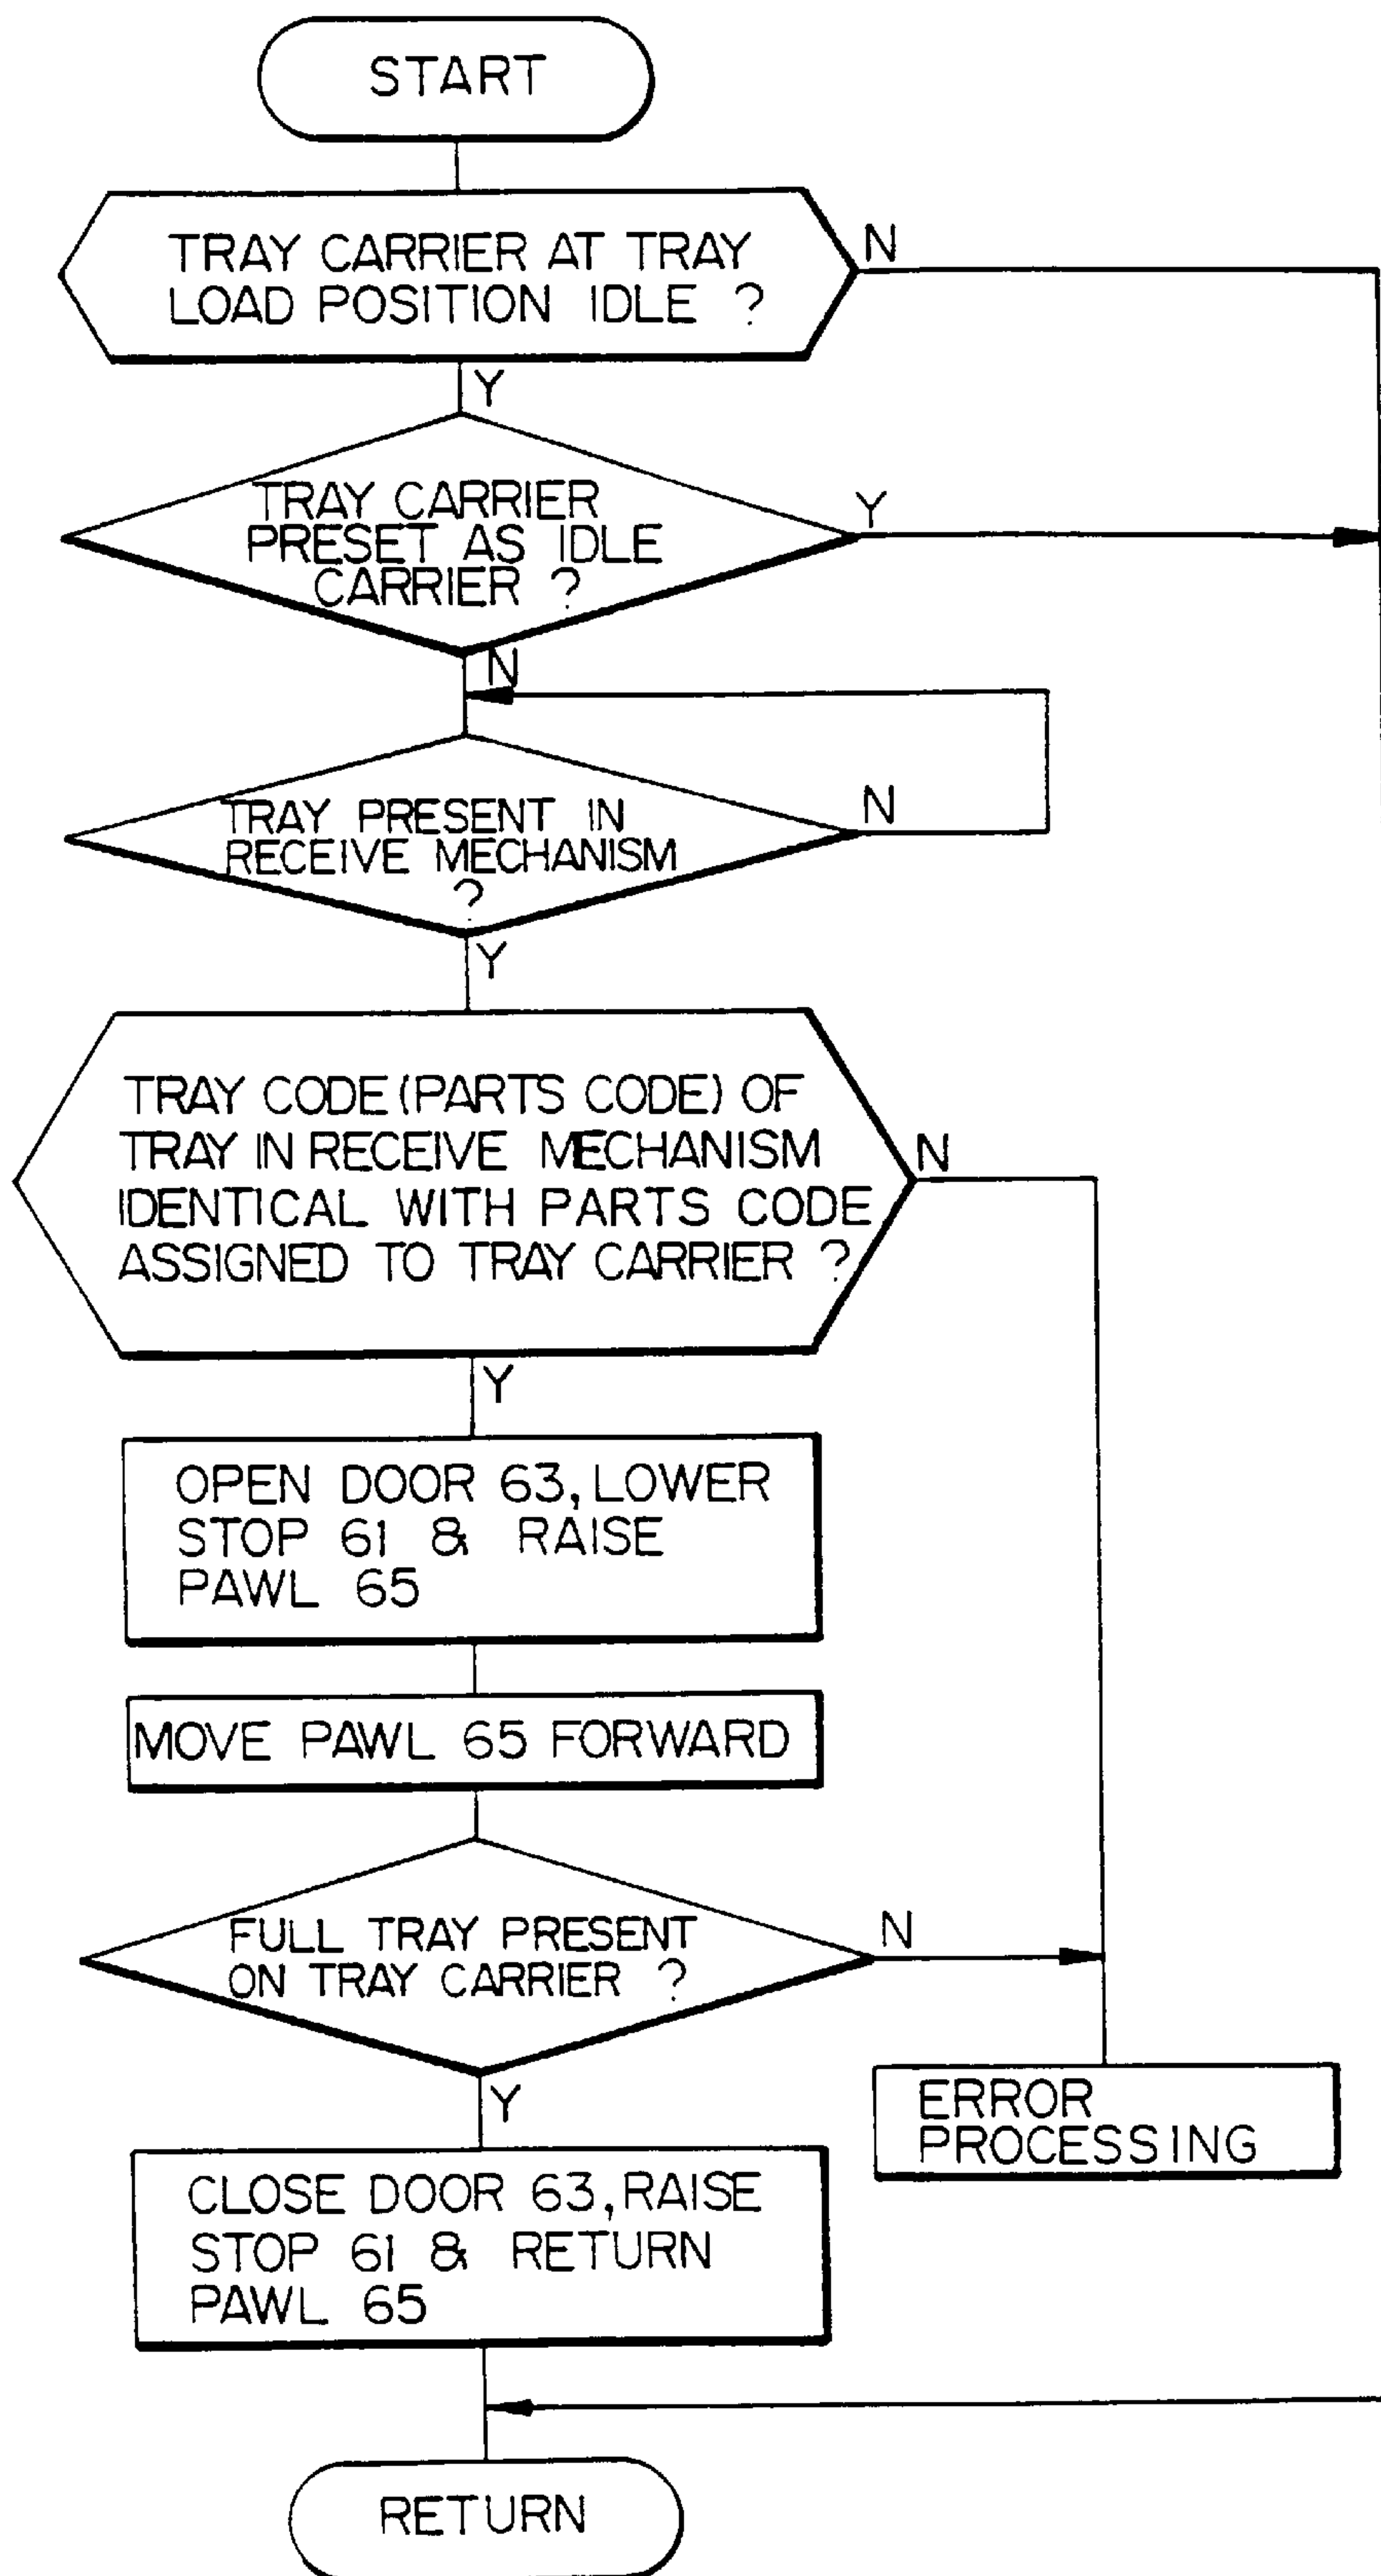 START
TRAY CARRIER AT TRAY
LOAD POSITION IDLE ?
N
Y
TRAY CARRIER
PRESET AS IDLE
CARRIER ?
Y
N
TRAY PRESENT IN
RECEIVE MECHANISM
?
N
Y
TRAY CODE (PARTS CODE) OF
TRAY IN RECEIVE MECHANISM
IDENTICAL WITH PARTS CODE
ASSIGNED TO TRAY CARRIER ?
N
Y
OPEN DOOR 63, LOWER
STOP 61 & RAISE
PAWL 65
MOVE PAWL 65 FORWARD
FULL TRAY PRESENT
ON TRAY CARRIER ?
N
Y
ERROR
PROCESSING
CLOSE DOOR 63, RAISE
STOP 61 & RETURN
PAWL 65
RETURN